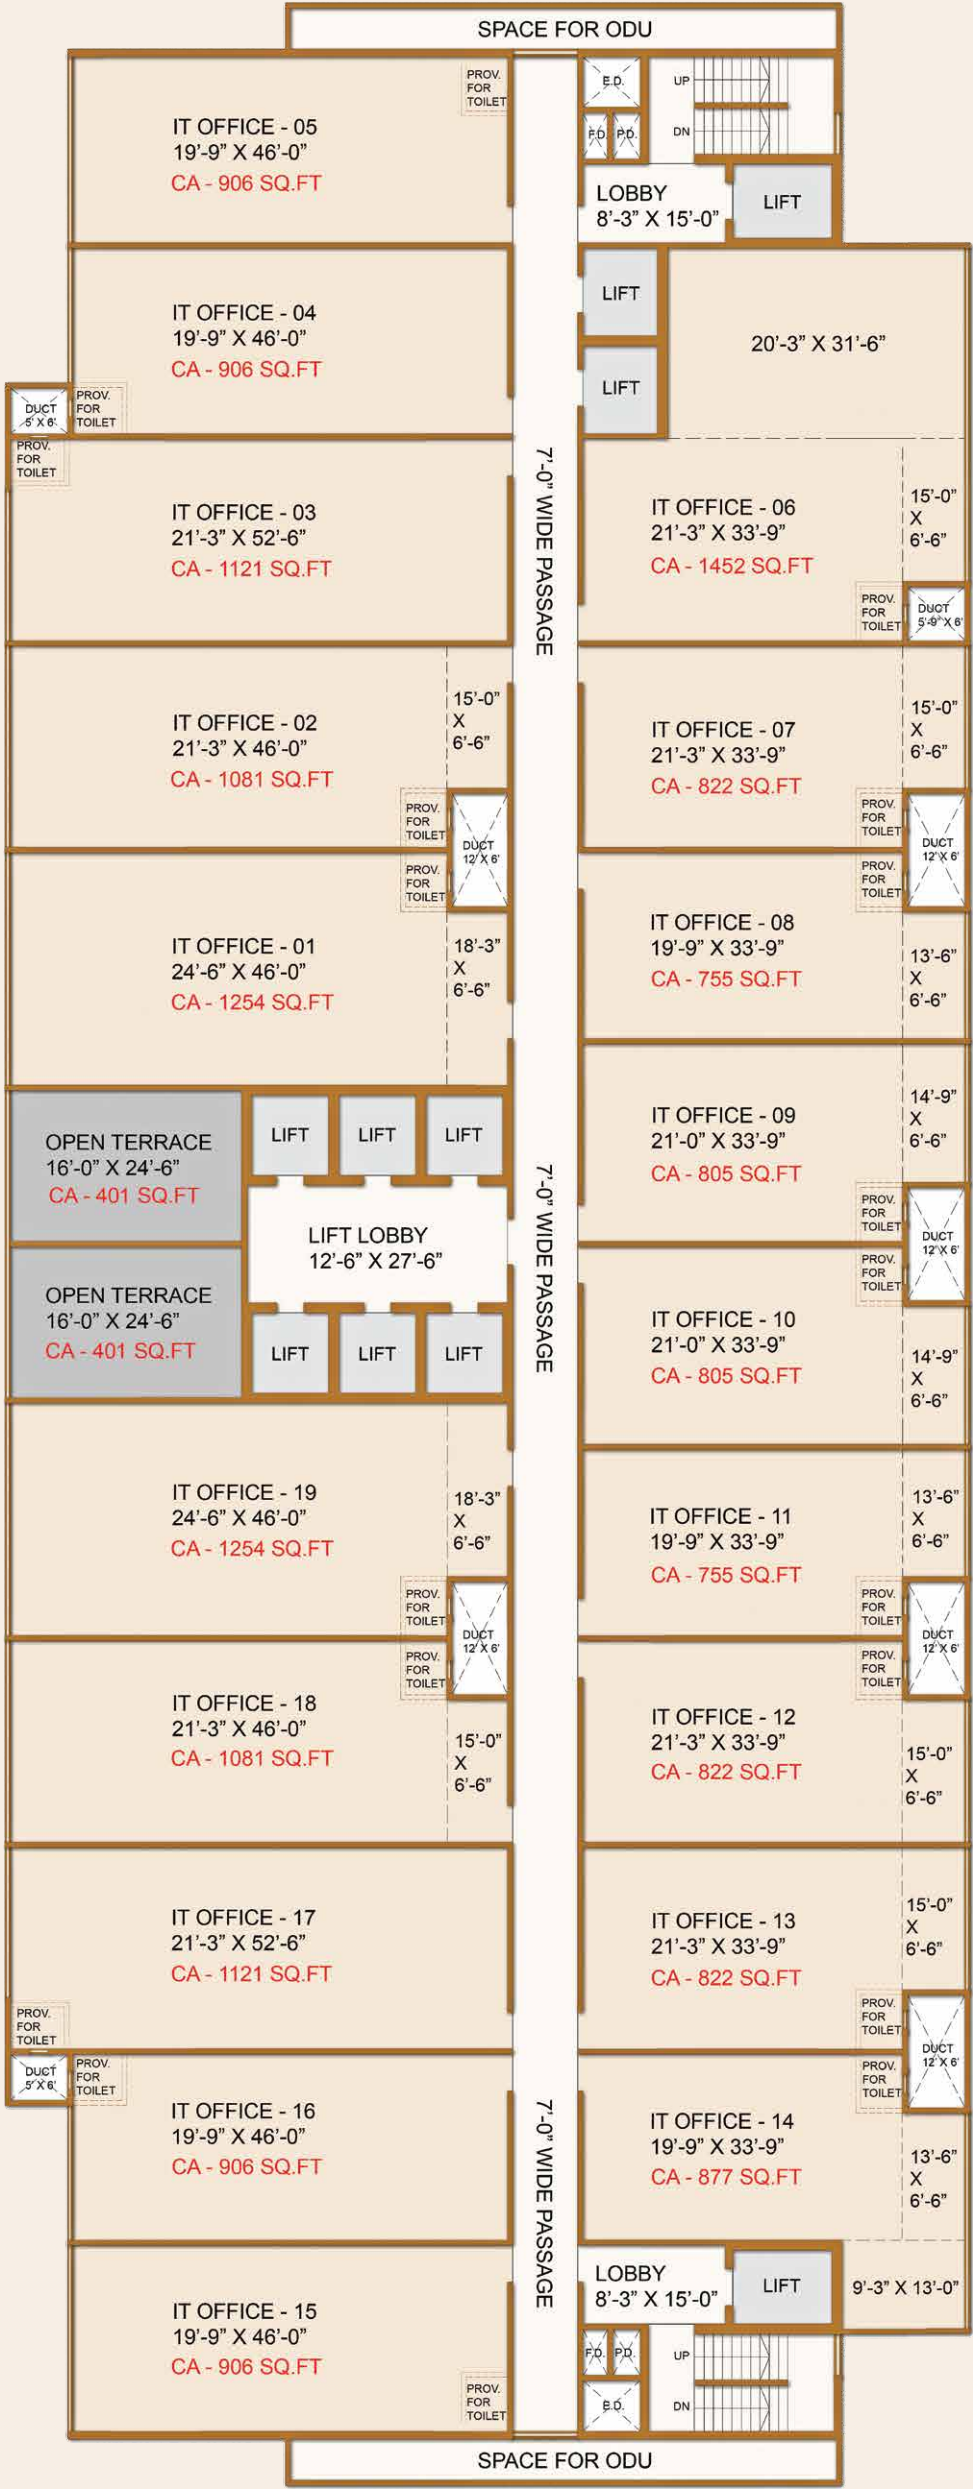 SPACE FOR ODU
PROV.
FOR
TOILET
IT OFFICE - 05
19'-9" X 46'-0"
CA - 906 SQ.FT
E.D.
UP
F.D. P.D.
DN
LOBBY
8'-3" X 15'-0"
LIFT
IT OFFICE - 04
19'-9" X 46'-0"
CA - 906 SQ.FT
LIFT
20'-3" X 31'-6"
LIFT
DUCT
5' X 6'
PROV.
FOR
TOILET
PROV.
FOR
TOILET
7'-0" WIDE PASSAGE
IT OFFICE - 03
21'-3" X 52'-6"
CA - 1121 SQ.FT
IT OFFICE - 06
21'-3" X 33'-9"
CA - 1452 SQ.FT
15'-0"
X
6'-6"
PROV.
FOR
TOILET
DUCT
5'-9" X 6'
IT OFFICE - 02
21'-3" X 46'-0"
CA - 1081 SQ.FT
15'-0"
X
6'-6"
IT OFFICE - 07
21'-3" X 33'-9"
CA - 822 SQ.FT
15'-0"
X
6'-6"
PROV.
FOR
TOILET
DUCT
12' X 6'
PROV.
FOR
TOILET
PROV.
FOR
TOILET
DUCT
12' X 6'
PROV.
FOR
TOILET
IT OFFICE - 01
24'-6" X 46'-0"
CA - 1254 SQ.FT
18'-3"
X
6'-6"
IT OFFICE - 08
19'-9" X 33'-9"
CA - 755 SQ.FT
13'-6"
X
6'-6"
OPEN TERRACE
16'-0" X 24'-6"
CA - 401 SQ.FT
LIFT
LIFT
LIFT
IT OFFICE - 09
21'-0" X 33'-9"
CA - 805 SQ.FT
14'-9"
X
6'-6"
7'-0" WIDE PASSAGE
LIFT LOBBY
12'-6" X 27'-6"
PROV.
FOR
TOILET
DUCT
12' X 6'
PROV.
FOR
TOILET
OPEN TERRACE
16'-0" X 24'-6"
CA - 401 SQ.FT
LIFT
LIFT
LIFT
IT OFFICE - 10
21'-0" X 33'-9"
CA - 805 SQ.FT
14'-9"
X
6'-6"
IT OFFICE - 19
24'-6" X 46'-0"
CA - 1254 SQ.FT
18'-3"
X
6'-6"
IT OFFICE - 11
19'-9" X 33'-9"
CA - 755 SQ.FT
13'-6"
X
6'-6"
PROV.
FOR
TOILET
DUCT
12' X 6'
PROV.
FOR
TOILET
PROV.
FOR
TOILET
DUCT
12' X 6'
PROV.
FOR
TOILET
IT OFFICE - 18
21'-3" X 46'-0"
CA - 1081 SQ.FT
15'-0"
X
6'-6"
IT OFFICE - 12
21'-3" X 33'-9"
CA - 822 SQ.FT
15'-0"
X
6'-6"
IT OFFICE - 17
21'-3" X 52'-6"
CA - 1121 SQ.FT
IT OFFICE - 13
21'-3" X 33'-9"
CA - 822 SQ.FT
15'-0"
X
6'-6"
PROV.
FOR
TOILET
DUCT
5' X 6'
PROV.
FOR
TOILET
PROV.
FOR
TOILET
DUCT
12' X 6'
PROV.
FOR
TOILET
IT OFFICE - 16
19'-9" X 46'-0"
CA - 906 SQ.FT
7'-0" WIDE PASSAGE
IT OFFICE - 14
19'-9" X 33'-9"
CA - 877 SQ.FT
13'-6"
X
6'-6"
LOBBY
8'-3" X 15'-0"
LIFT
9'-3" X 13'-0"
IT OFFICE - 15
19'-9" X 46'-0"
CA - 906 SQ.FT
F.D. P.D.
UP
PROV.
FOR
TOILET
E.D.
DN
SPACE FOR ODU